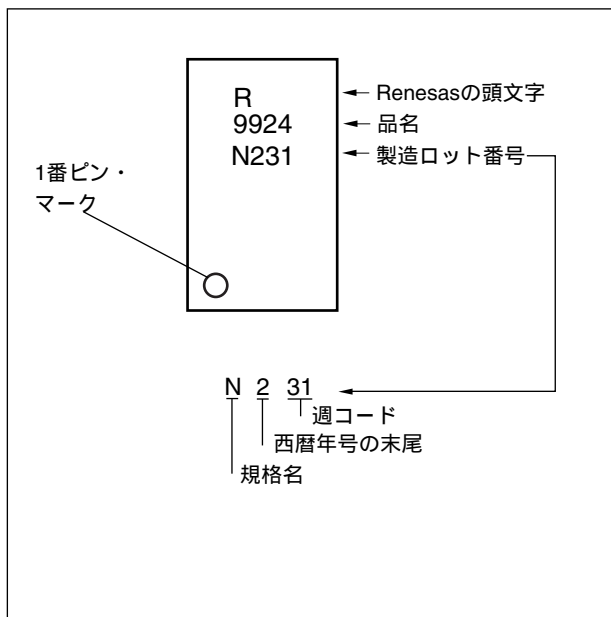 R
Renesasの頭文字
9924
品名
N231
製造ロット番号
1番ピン・
マーク
N 2 31
週コード
西暦年号の末尾
規格名